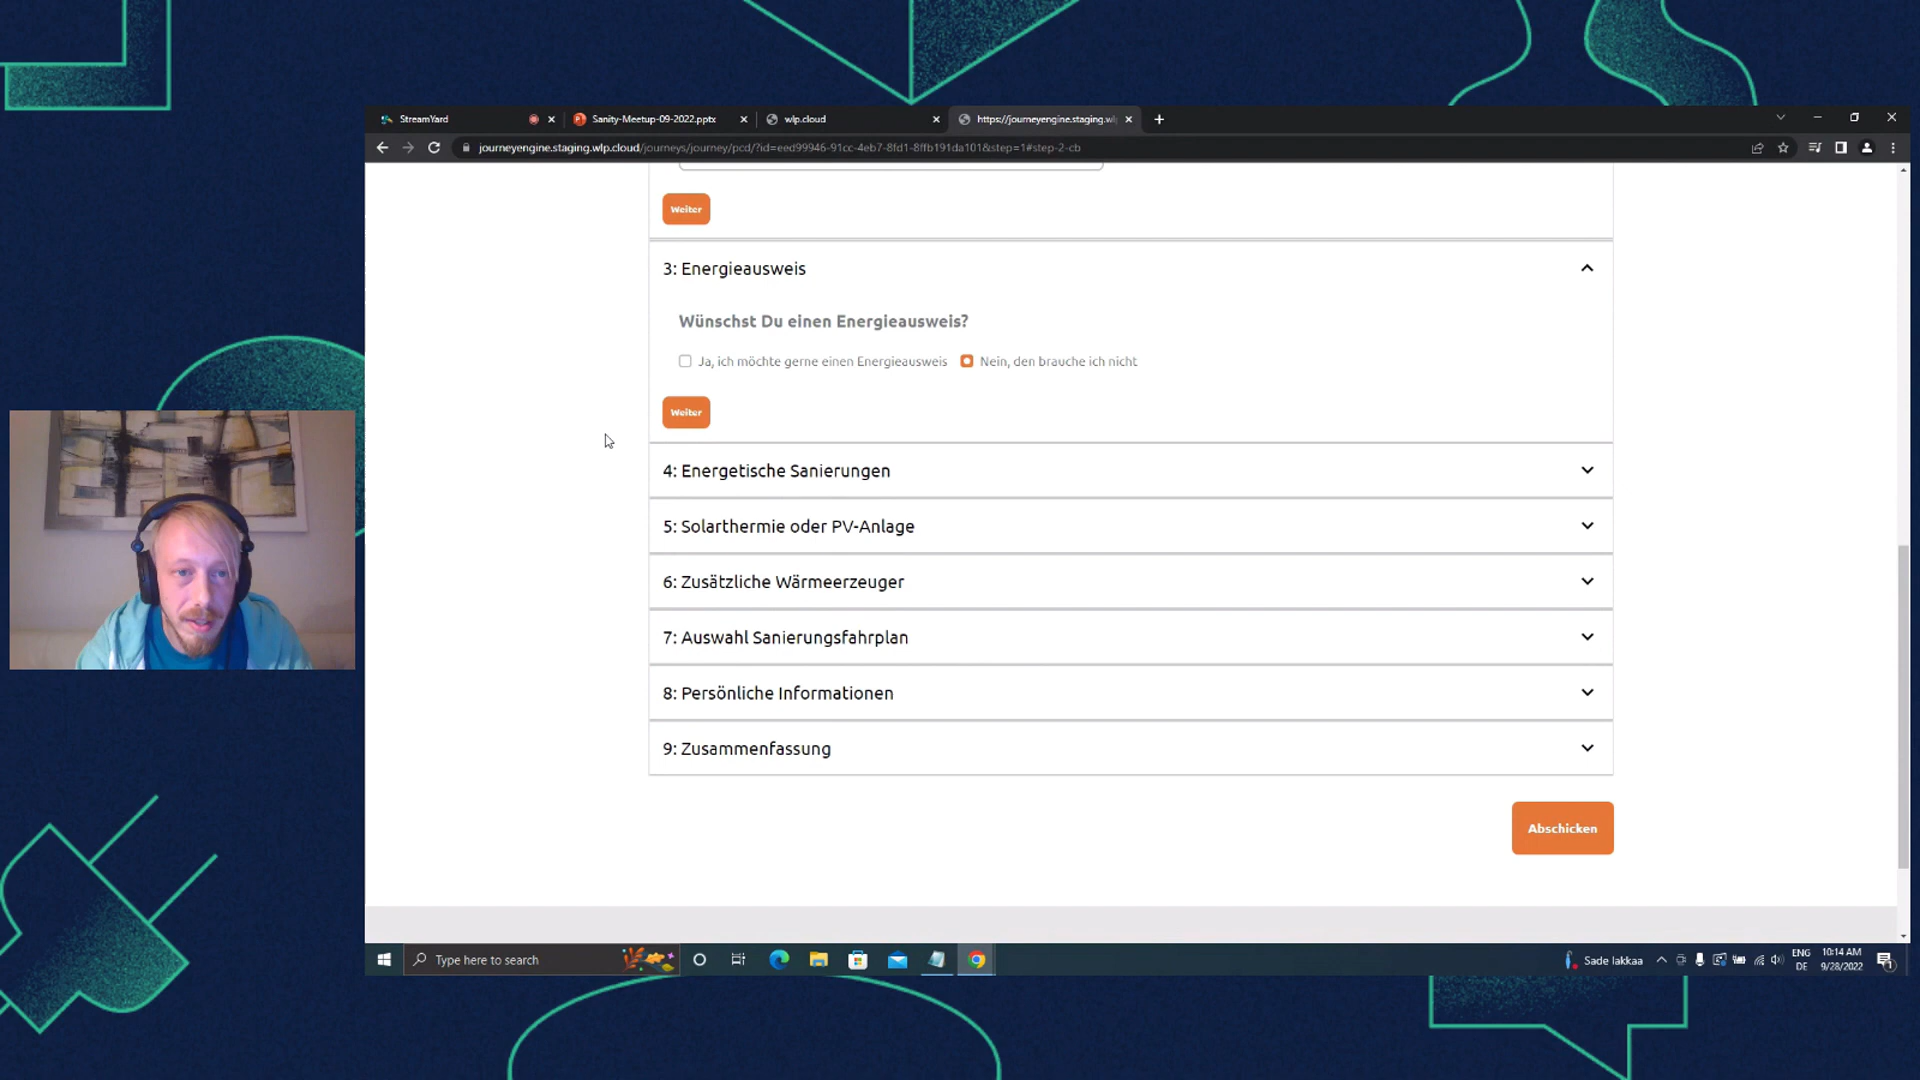 StreamYard
Sanity-Meetup-09-2022.pptx
wlp.cloud
https://journeyengine.staging.wl
journeyengine.staging.wlp.cloud/journeys/journey/pcd/?id=eed99946-91cc-4eb7-8fd1-8ffb191da101&step=1#step-2-cb
Weiter
3: Energieausweis
Wünschst Du einen Energieausweis?
Ja, ich möchte gerne einen Energieausweis
Nein, den brauche ich nicht
Weiter
4: Energetische Sanierungen
5: Solarthermie oder PV-Anlage
6: Zusätzliche Wärmeerzeuger
7: Auswahl Sanierungsfahrplan
8: Persönliche Informationen
9: Zusammenfassung
Abschicken
Type here to search
Sade lakkaa
ENG
DE
10:14 AM
9/28/2022
1